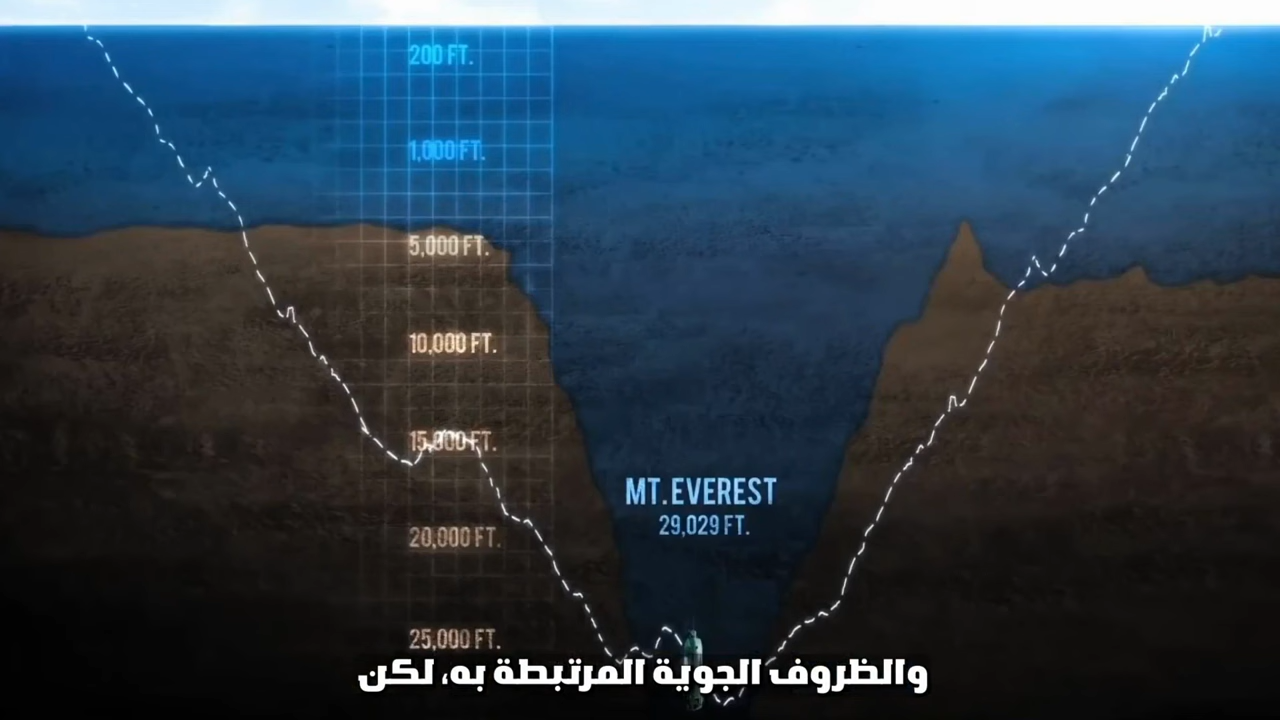 200 FT.
1,000 FT.
5,000 FT.
10,000 FT.
15,000 FT.
MT. EVEREST
29,029 FT.
20,000 FT.
25,000 FT.
والظروف الجوية المرتبطة به، لكن